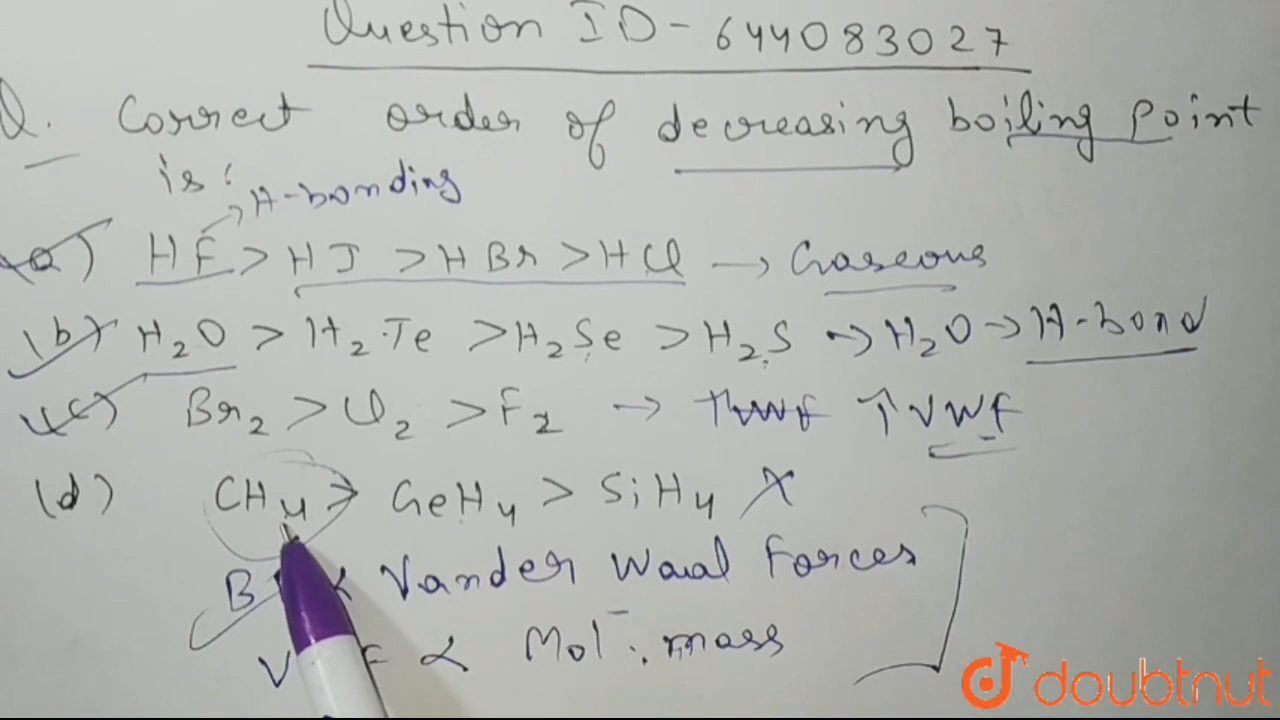 Question ID - 644083027
Q. Correct order of decreasing boiling point
is:
H-bonding
(a) HF > HI > HBr > HCl → Gaseous
(b) H₂O > H₂Te > H₂Se > H₂S → H₂O → H-bond
(c) Br₂ > Cl₂ > F₂ → ↑ VWF
(d) CH₄ > GeH₄ > SiH₄ X
B ∝ Vander Waal Forces
V F ∝ Mol. mass
doubtnut